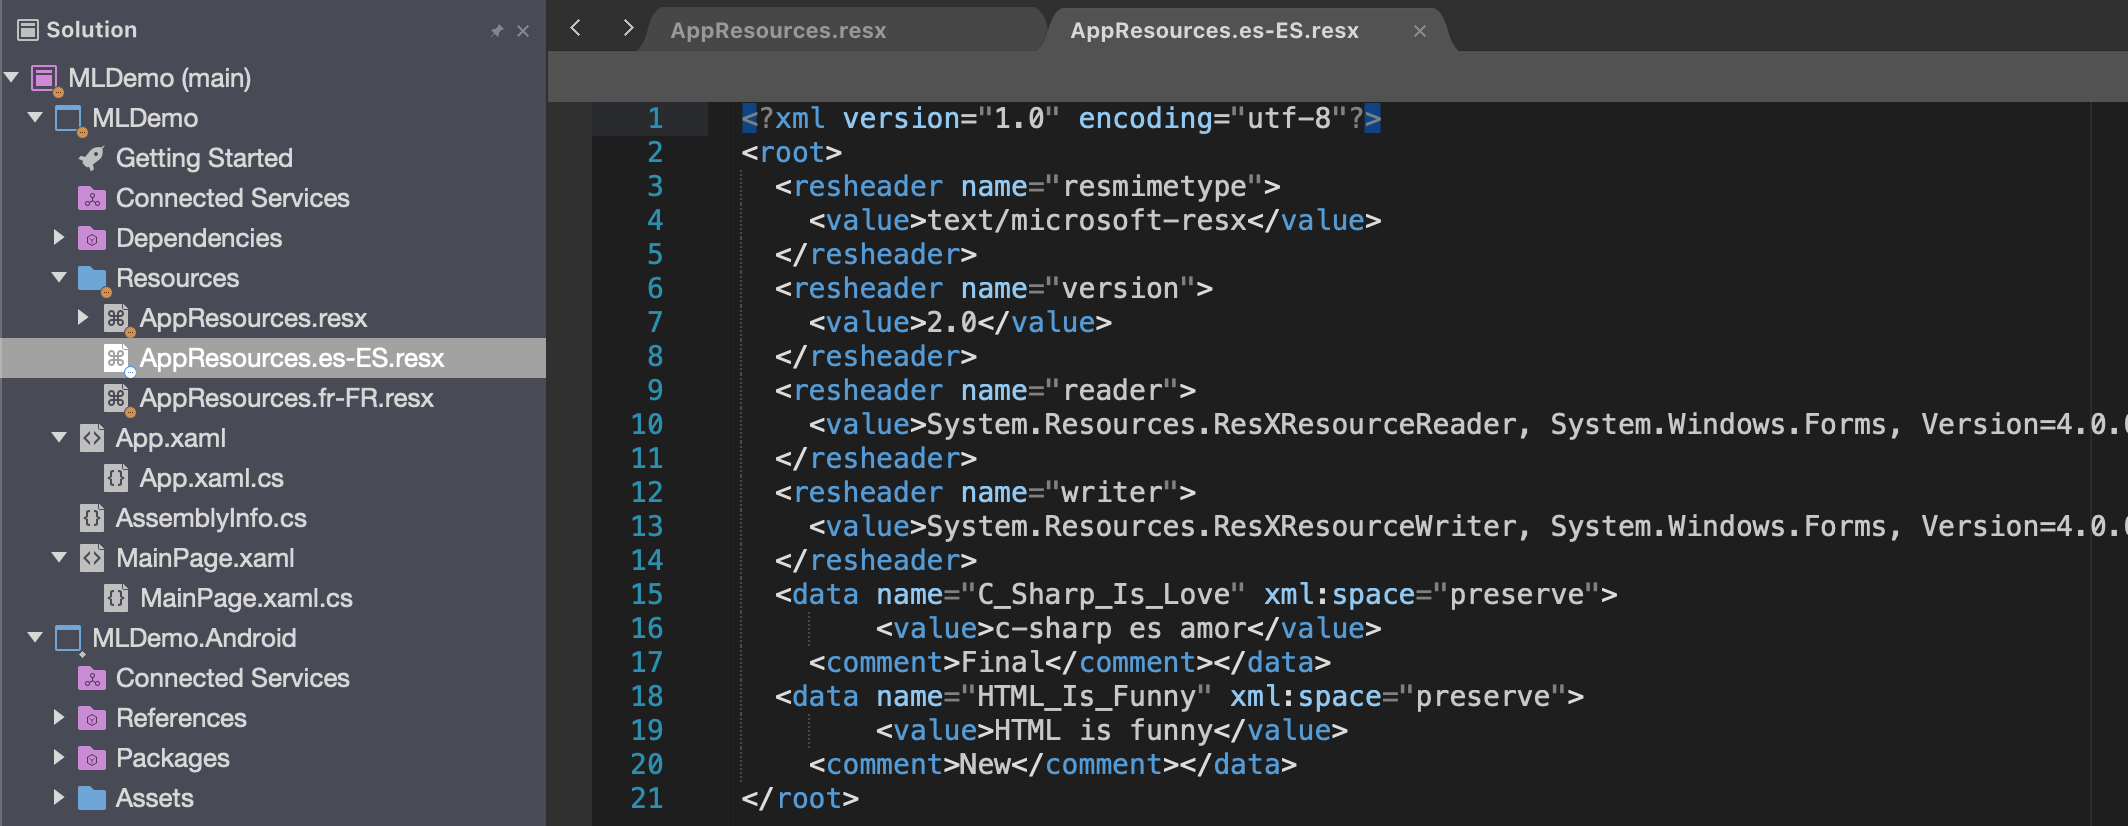 Solution
MLDemo (main)
MLDemo
Getting Started
Connected Services
Dependencies
Resources
AppResources.resx
AppResources.es-ES.resx
AppResources.fr-FR.resx
App.xaml
App.xaml.cs
AssemblyInfo.cs
MainPage.xaml
MainPage.xaml.cs
MLDemo.Android
Connected Services
References
Packages
Assets
AppResources.resx
AppResources.es-ES.resx
1 <?xml version="1.0" encoding="utf-8"?>
2 <root>
3 <resheader name="resmimetype">
4 <value>text/microsoft-resx</value>
5 </resheader>
6 <resheader name="version">
7 <value>2.0</value>
8 </resheader>
9 <resheader name="reader">
10 <value>System.Resources.ResXResourceReader, System.Windows.Forms, Version=4.0.0
11 </resheader>
12 <resheader name="writer">
13 <value>System.Resources.ResXResourceWriter, System.Windows.Forms, Version=4.0.0
14 </resheader>
15 <data name="C_Sharp_Is_Love" xml:space="preserve">
16 <value>c-sharp es amor</value>
17 <comment>Final</comment></data>
18 <data name="HTML_Is_Funny" xml:space="preserve">
19 <value>HTML is funny</value>
20 <comment>New</comment></data>
21 </root>